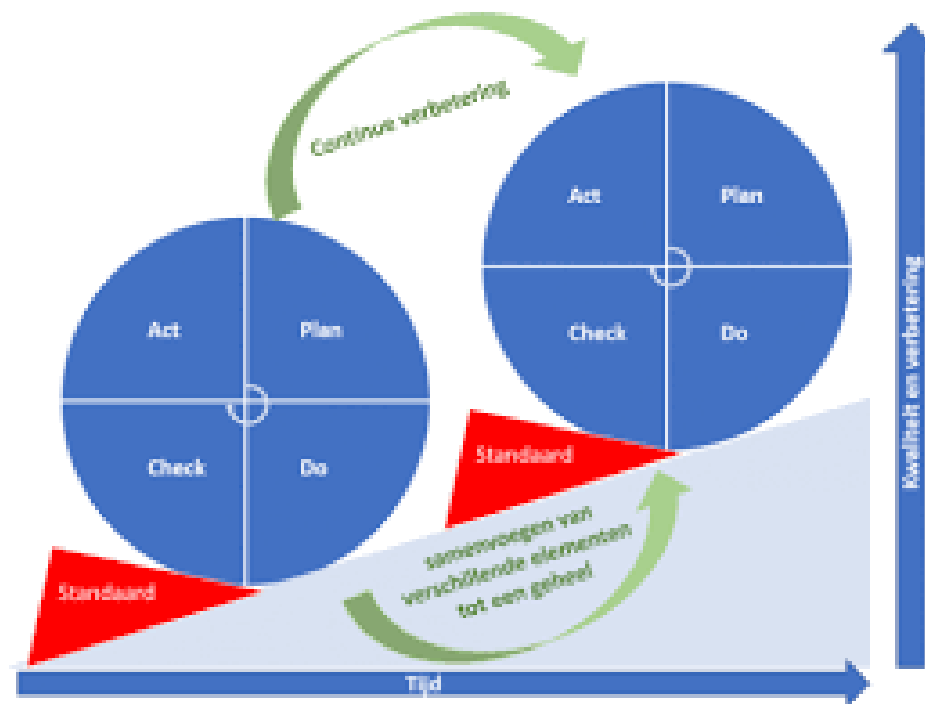 Continue verbetering
Act
Plan
Check
Do
Act
Plan
Check
Do
Standaard
Standaard
samenvoegen van
verschillende elementen
tot een geheel
Tijd
Kwaliteit en verbetering